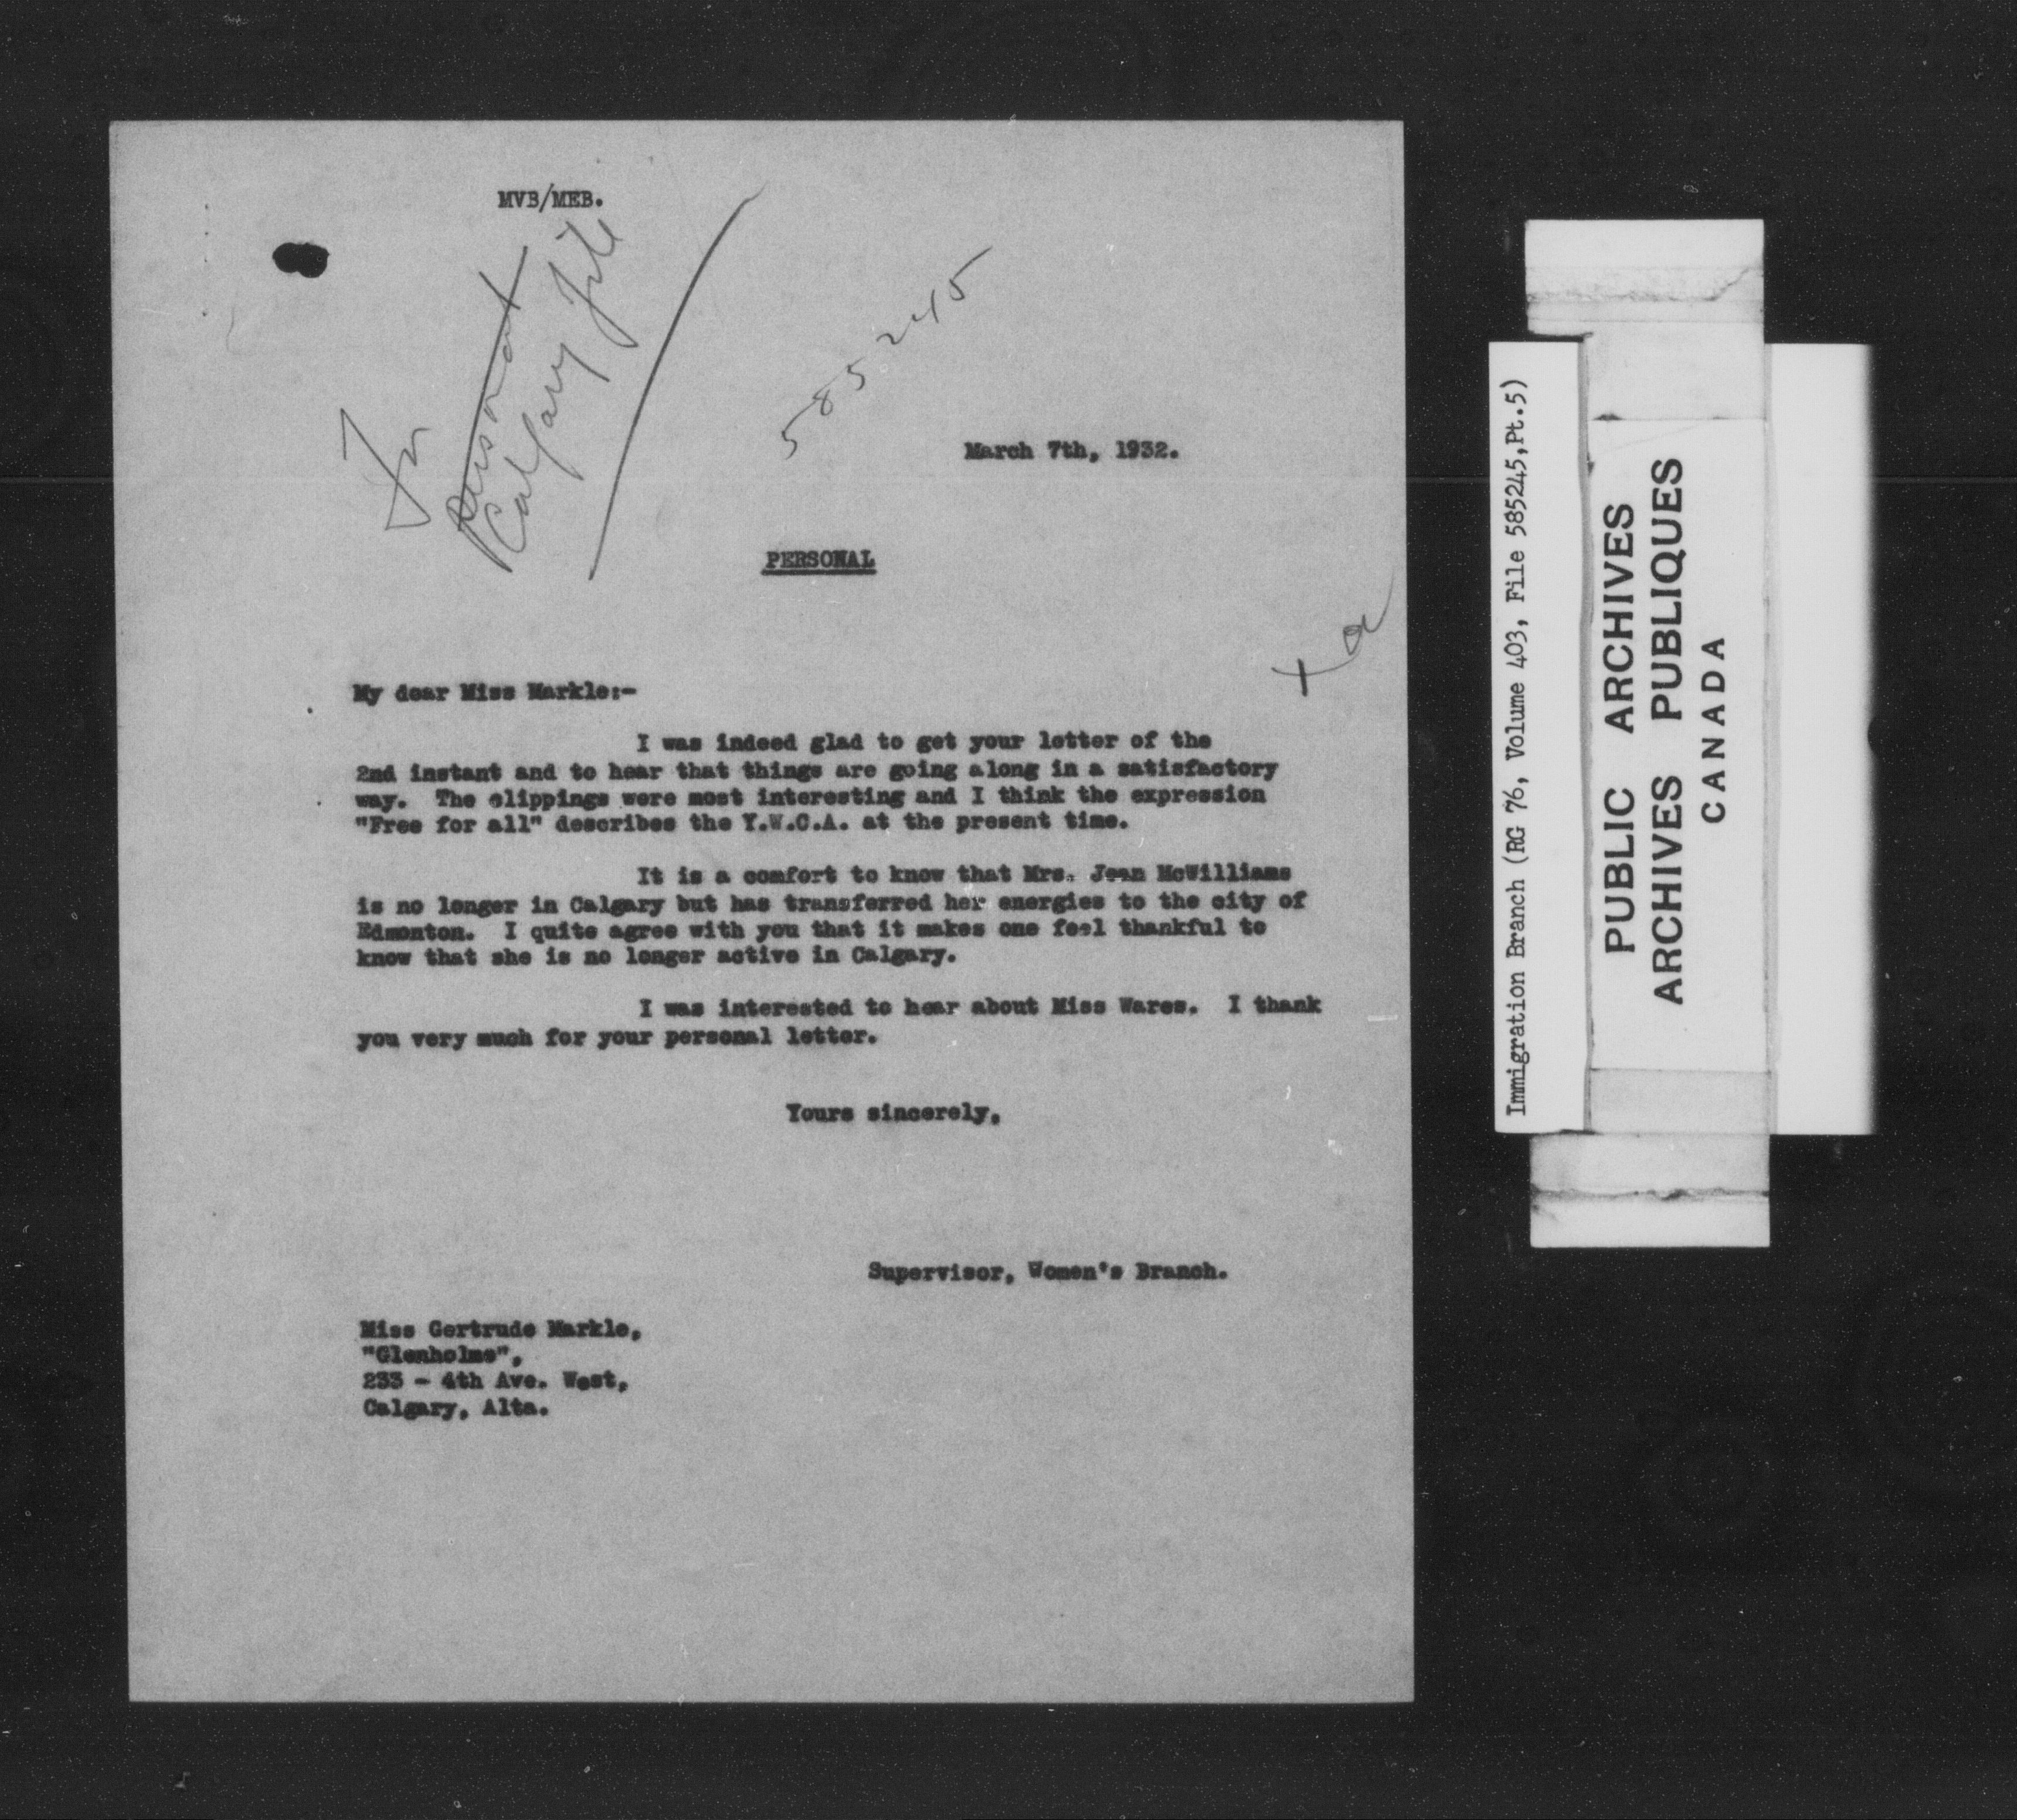 MVB/MEB.
For
Personal
Calgary File
585245
March 7th, 1932.
PERSONAL
My dear Miss Markle:-
I was indeed glad to get your letter of the
2nd instant and to hear that things are going along in a satisfactory
way. The clippings were most interesting and I think the expression
"Free for all" describes the Y.W.C.A. at the present time.
It is a comfort to know that Mrs. Jean McWilliams
is no longer in Calgary but has transferred her energies to the city of
Edmonton. I quite agree with you that it makes one feel thankful to
know that she is no longer active in Calgary.
I was interested to hear about Miss Wares. I thank
you very much for your personal letter.
Yours sincerely,
Supervisor, Women's Branch.
Miss Gertrude Markle,
"Glenholme",
233 - 4th Ave. West,
Calgary, Alta.
Immigration Branch (RG 76, Volume 403, File 585245,Pt.5)
PUBLIC ARCHIVES
ARCHIVES PUBLIQUES
CANADA